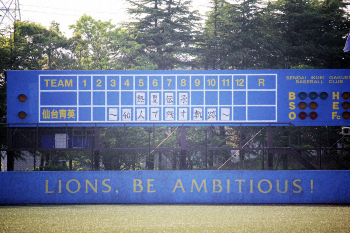 TEAM 1 2 3 4 5 6 7 8 9 10 11 12 R
仙台育英
SENDAI IKUEI GAKUEN
BASEBALL CLUB
B H
S E
O Fc
LIONS, BE AMBITIOUS!